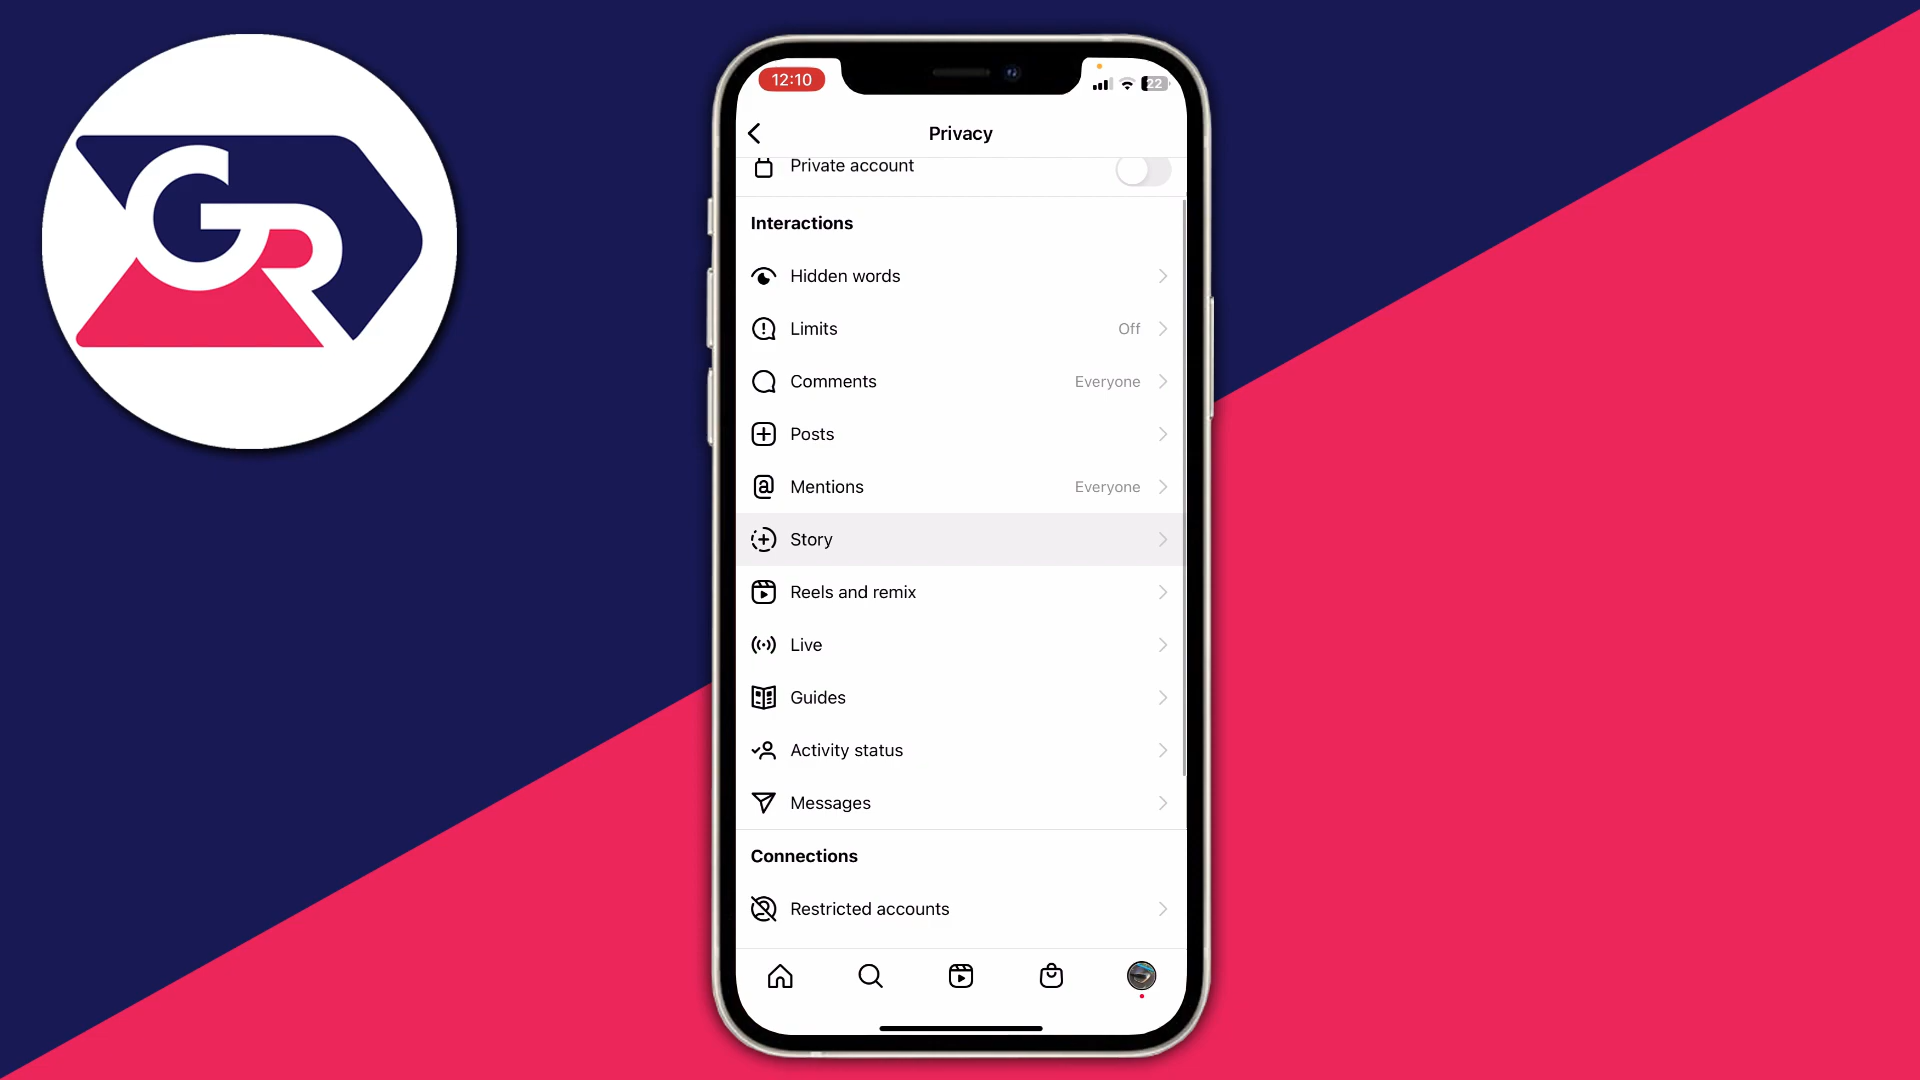 GR
12:10
22
Privacy
Private account
Interactions
Hidden words
Limits Off
Comments Everyone
Posts
Mentions Everyone
Story
Reels and remix
Live
Guides
Activity status
Messages
Connections
Restricted accounts